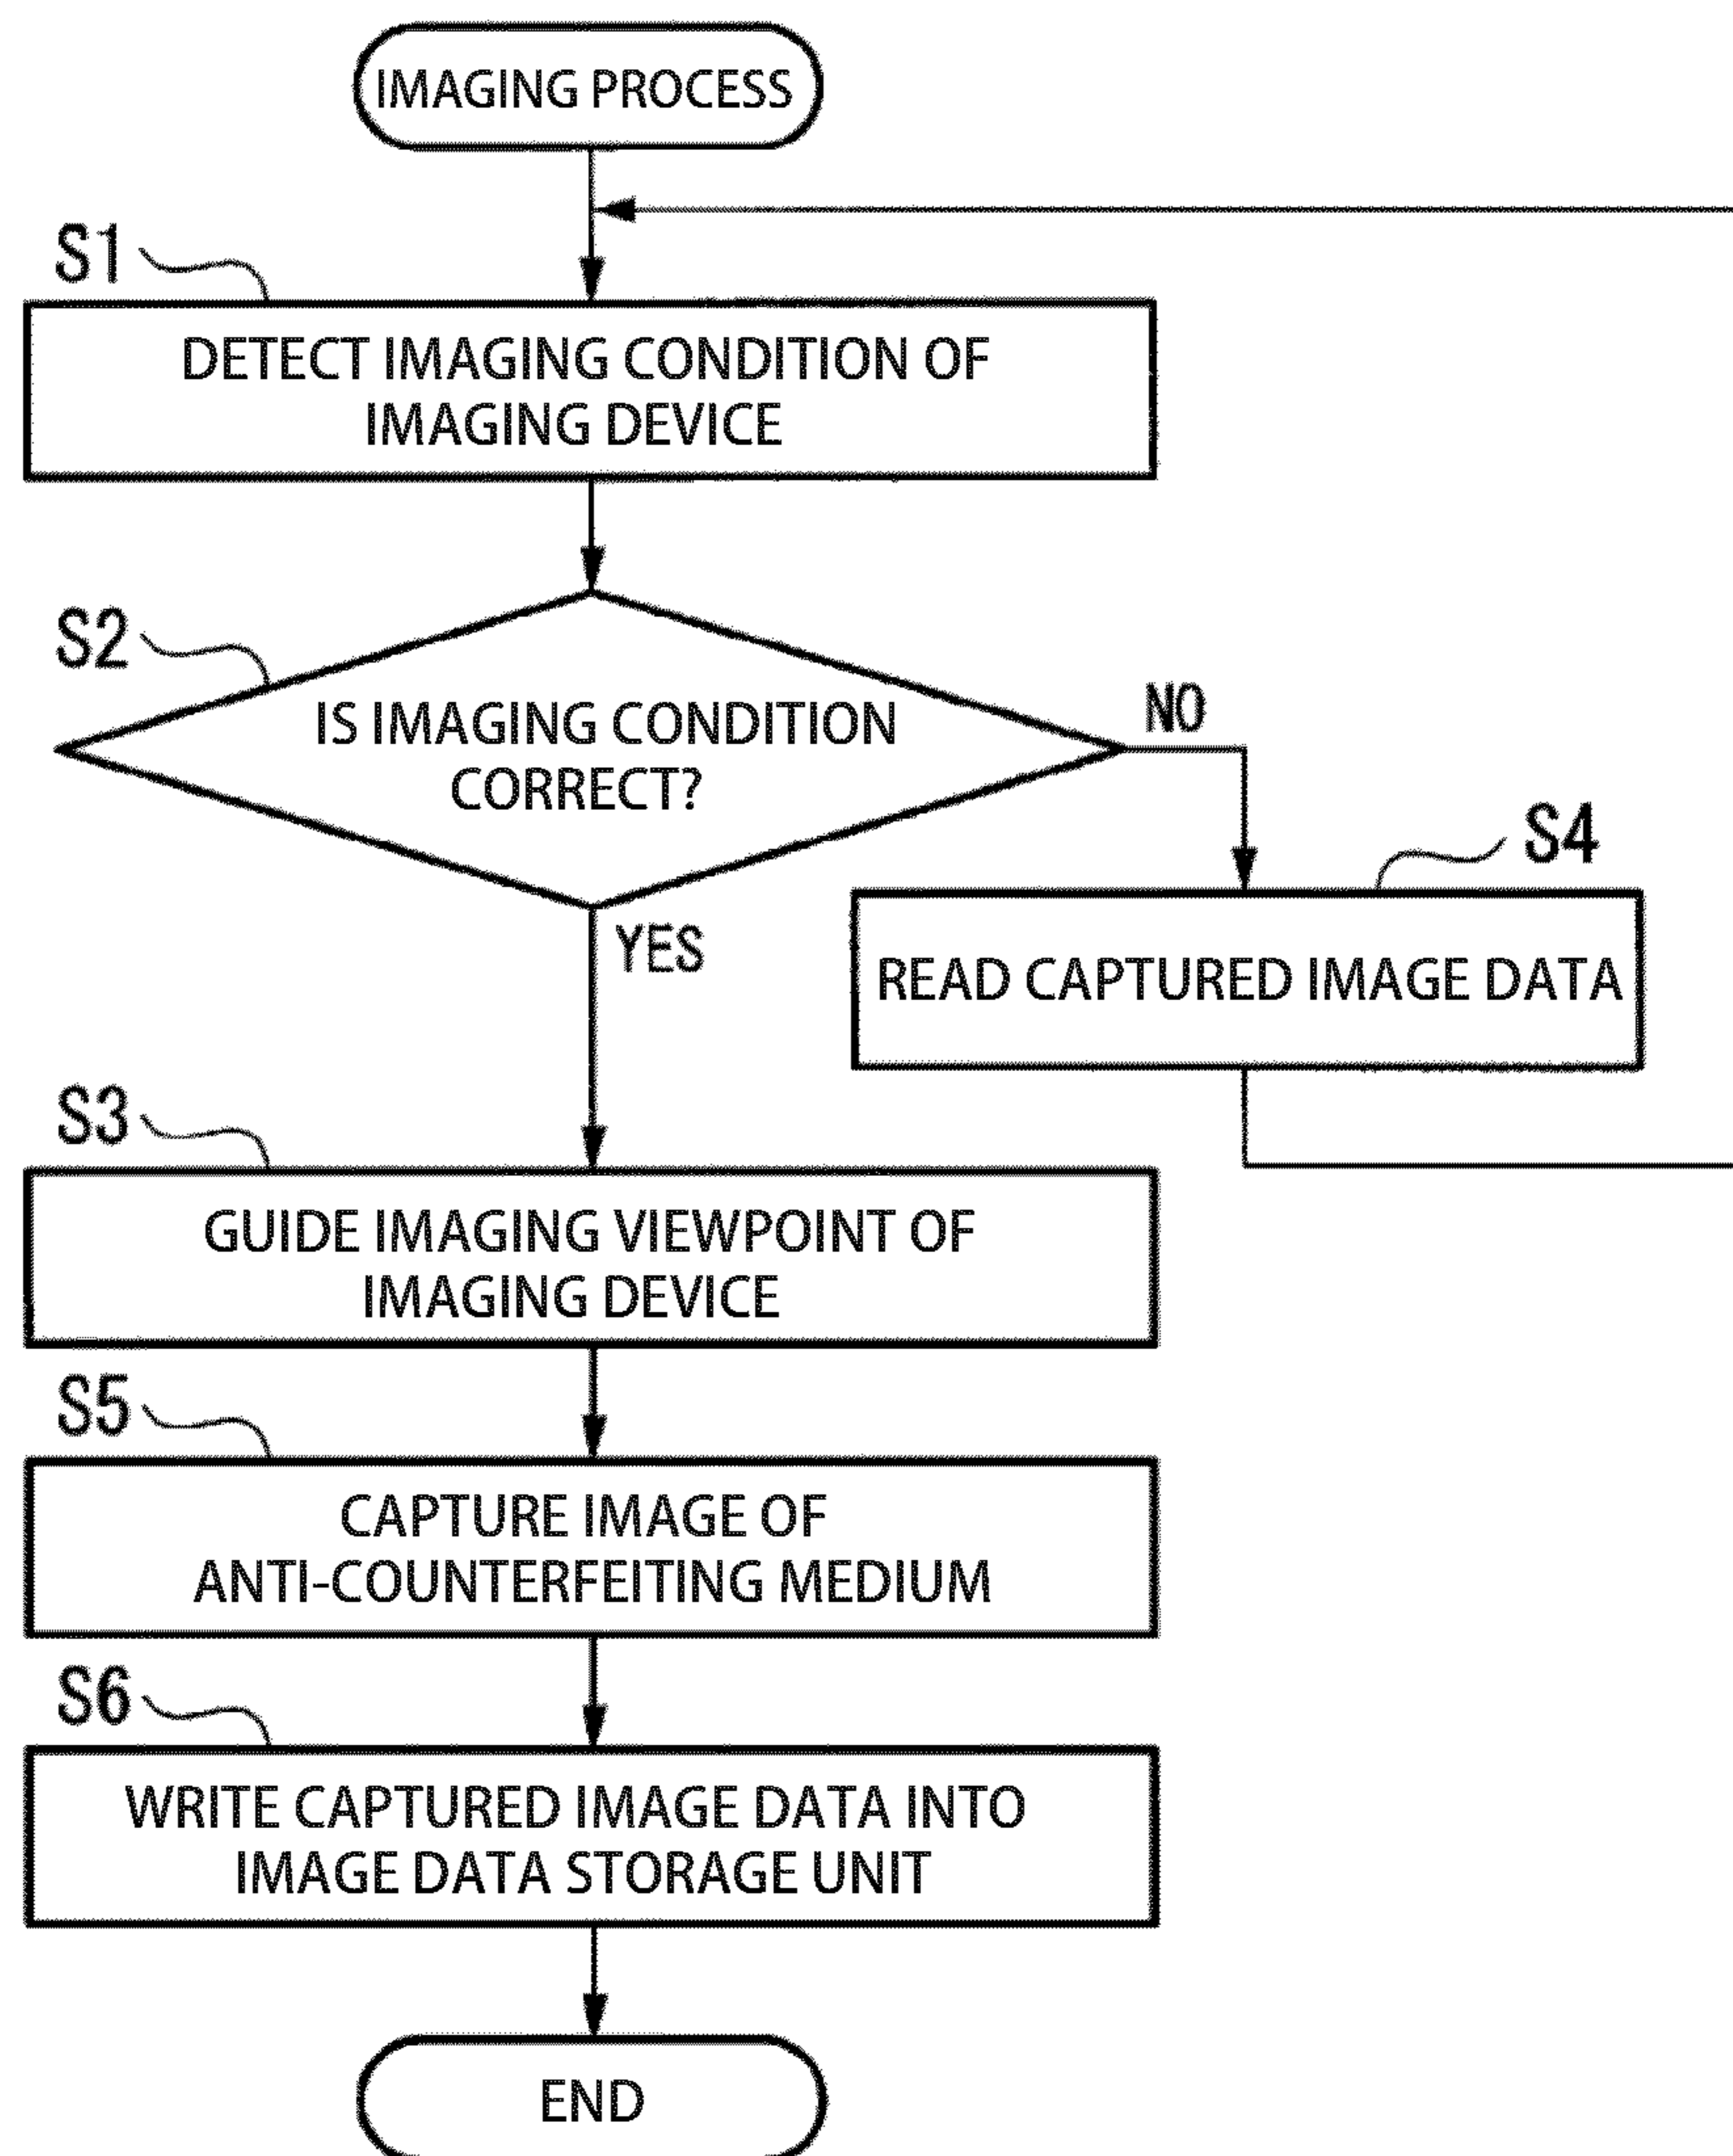 IMAGING PROCESS
S1
DETECT IMAGING CONDITION OF
IMAGING DEVICE
S2
IS IMAGING CONDITION
CORRECT?
NO
YES
S4
READ CAPTURED IMAGE DATA
S3
GUIDE IMAGING VIEWPOINT OF
IMAGING DEVICE
S5
CAPTURE IMAGE OF
ANTI-COUNTERFEITING MEDIUM
S6
WRITE CAPTURED IMAGE DATA INTO
IMAGE DATA STORAGE UNIT
END